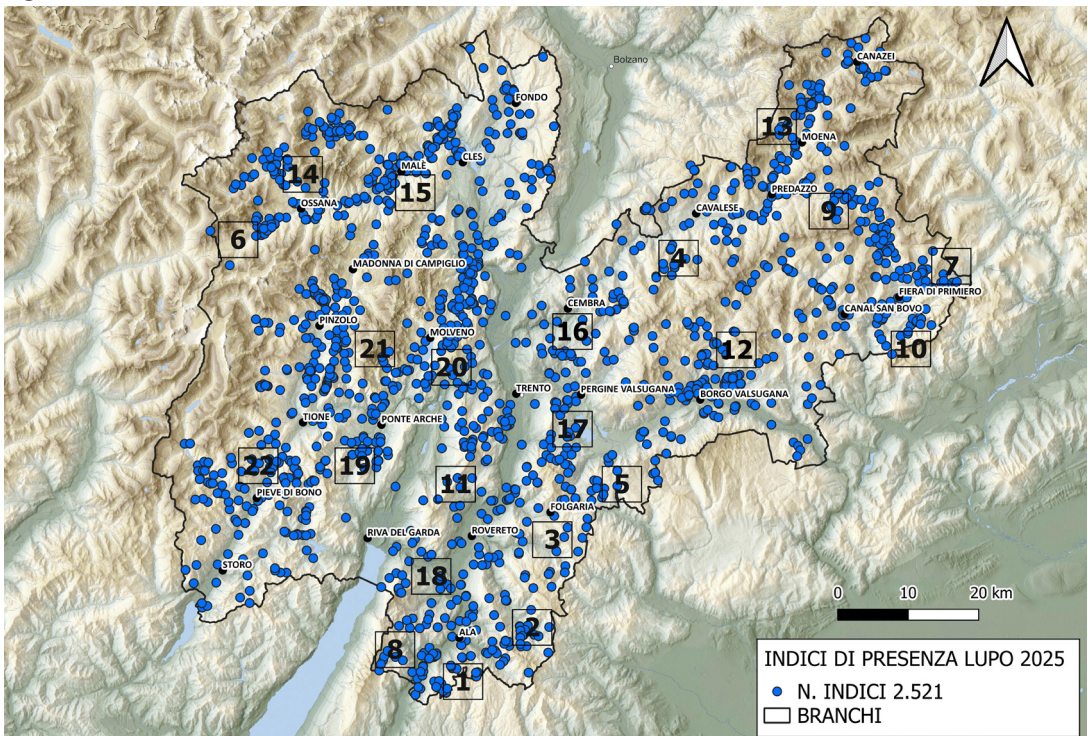 Bolzano
CANAZEI
FONDO
13
MOENA
CLES
MALÈ
14
15
PREDAZZO
OSSANA
CAVALESE
9
6
4
MADONNA DI CAMPIGLIO
7
FIERA DI PRIMIERO
CEMBRA
CANAL SAN BOVO
PINZOLO
16
MOLVENO
21
12
10
20
TRENTO
PERGINE VALSUGANA
BORGO VALSUGANA
TIONE
PONTE ARCHE
17
22
19
11
5
PIEVE DI BONO
FOLGARIA
RIVA DEL GARDA
ROVERETO
3
STORO
18
0 10 20 km
2
ALA
8
1
INDICI DI PRESENZA LUPO 2025
N. INDICI 2.521
BRANCHI